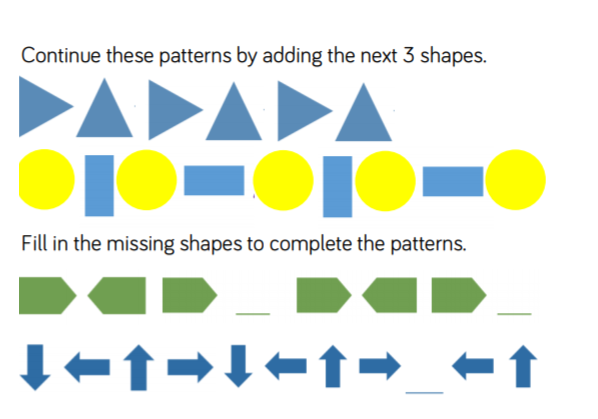 Continue these patterns by adding the next 3 shapes.
Fill in the missing shapes to complete the patterns.